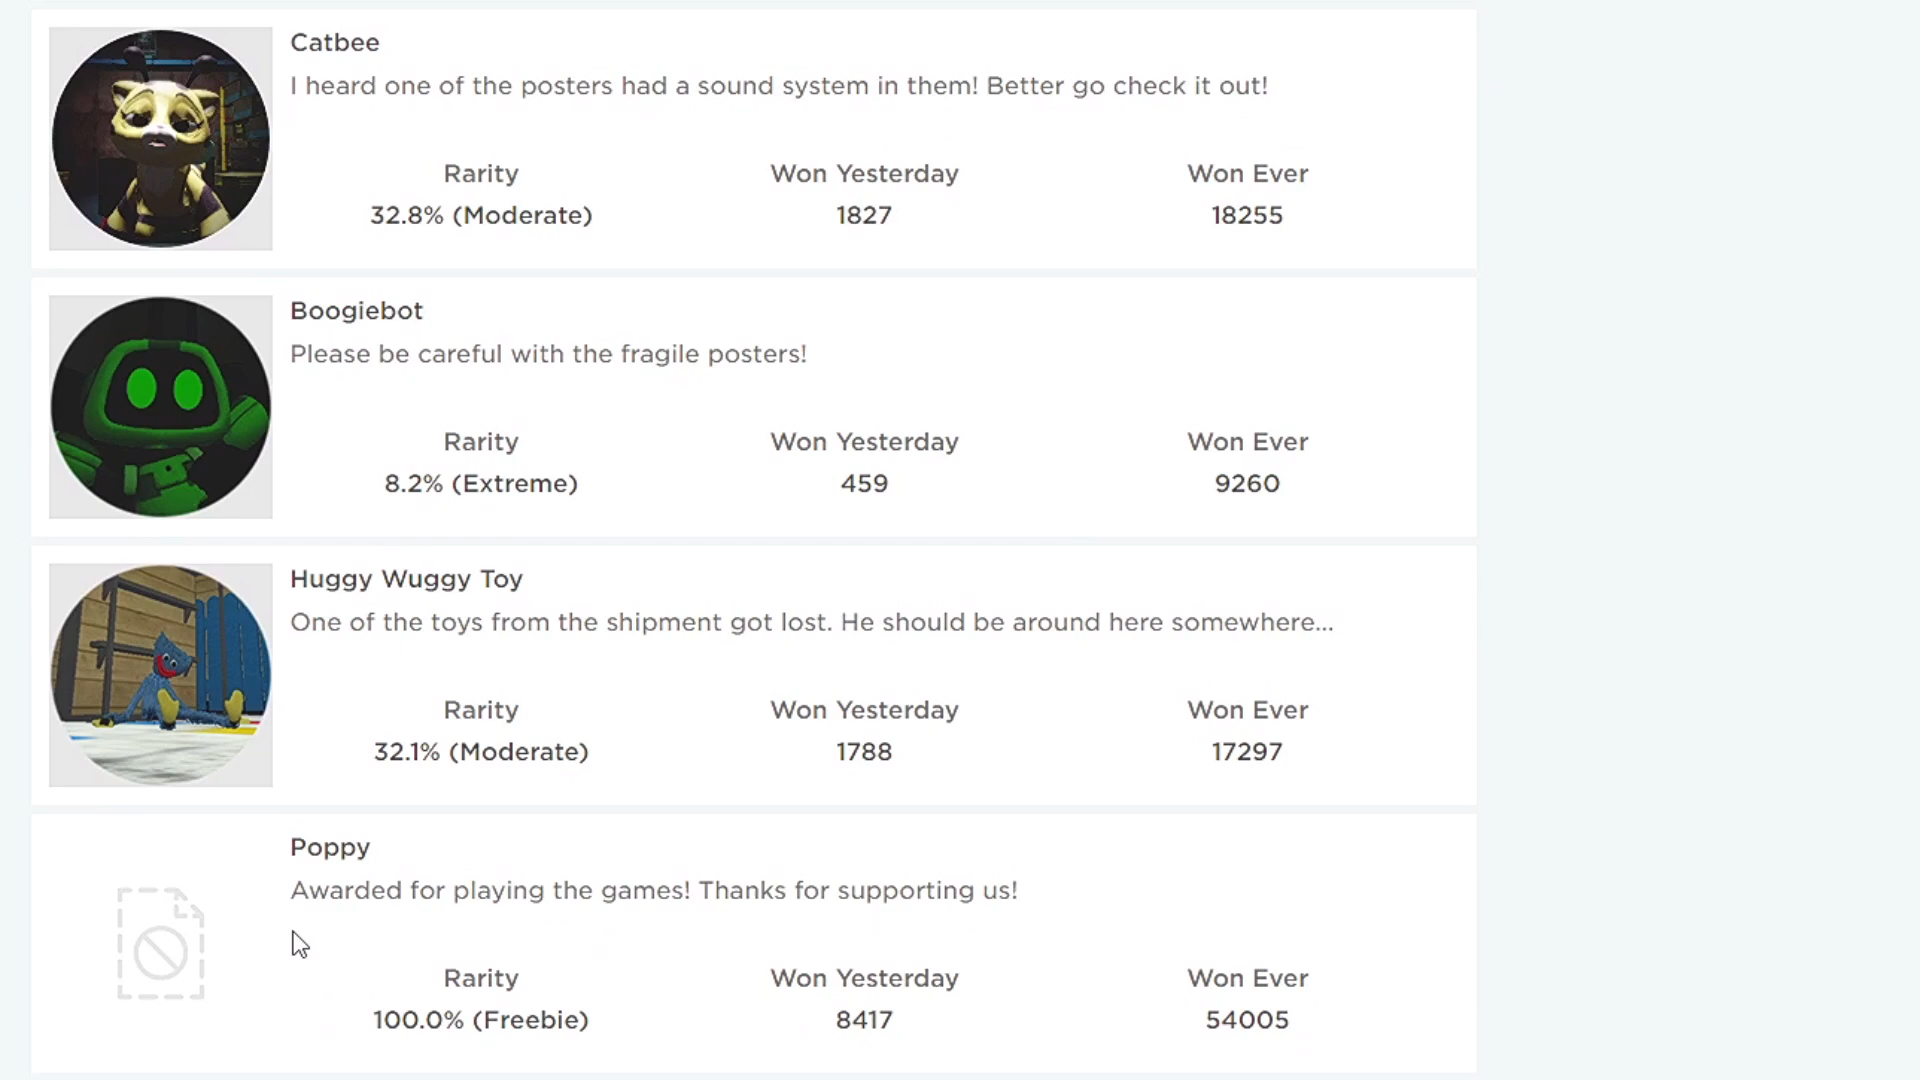 Catbee
I heard one of the posters had a sound system in them! Better go check it out!
Rarity Won Yesterday Won Ever
32.8% (Moderate) 1827 18255
Boogiebot
Please be careful with the fragile posters!
Rarity Won Yesterday Won Ever
8.2% (Extreme) 459 9260
Huggy Wuggy Toy
One of the toys from the shipment got lost. He should be around here somewhere...
Rarity Won Yesterday Won Ever
32.1% (Moderate) 1788 17297
Poppy
Awarded for playing the games! Thanks for supporting us!
Rarity Won Yesterday Won Ever
100.0% (Freebie) 8417 54005